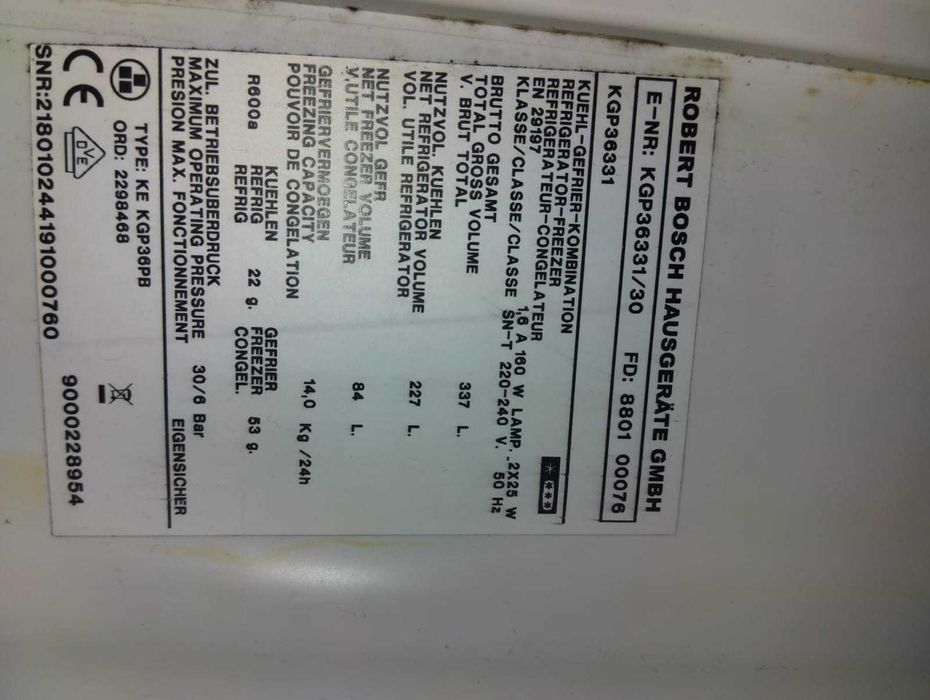 ROBERT BOSCH HAUSGERÄTE GMBH
E-NR: KGP36331/30 FD: 8801 00076
KGP36331
KUEHL-GEFRIER-KOMBINATION
REFRIGERATOR-FREEZER
REFRIGERATEUR-CONGELATEUR
EN 29197 1,6 A 160 W LAMP. 2X25 W
KLASSE/CLASSE/CLASSE SN-T 220-240 V. 50 Hz
BRUTTO GESAMT
TOTAL GROSS VOLUME
V. BRUT TOTAL 337 L.
NUTZVOL. KUEHLEN
NET REFRIGERATOR VOLUME
VOL. UTILE REFRIGERATOR 227 L.
NUTZVOL GEFR
NET FREEZER VOLUME
V.UTILE CONGELATEUR 84 L.
GEFRIERVERMOEGEN
FREEZING CAPACITY
POUVOIR DE CONGELATION 14,0 Kg /24h
R600a KUEHLEN REFRIG REFRIG 22 g. GEFRIER FREEZER CONGEL. 53 g.
ZUL. BETRIEBSÜBERDRUCK
MAXIMUM OPERATING PRESSURE 30/6 Bar
PRESION MAX. FONCTIONNEMENT EIGENSICHER
TYPE: KE KGP36PB
ORD: 2298468
CE DVE
SNR:218010244191000760 9000228954